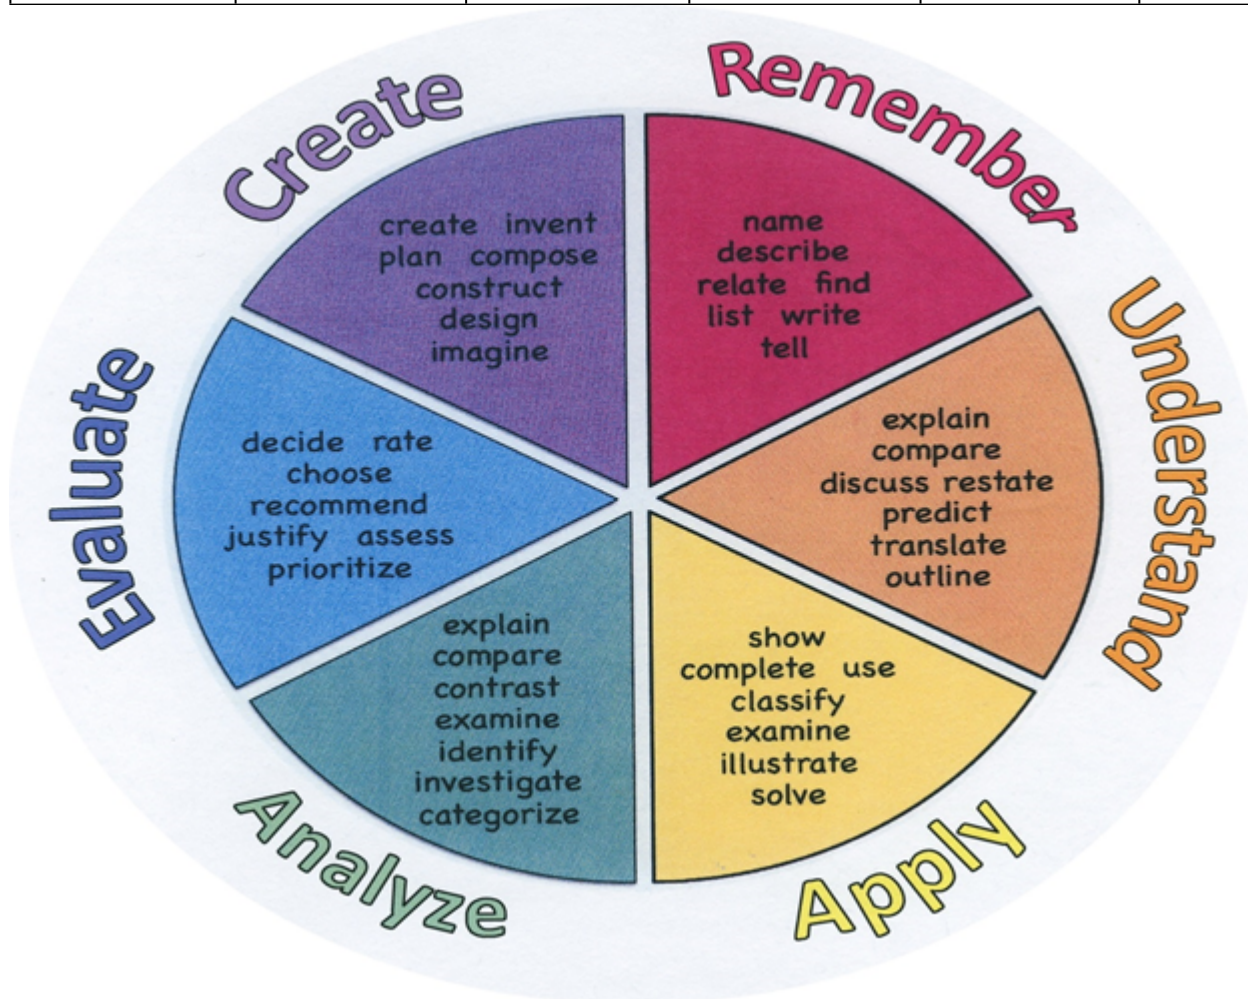 Remember
name
describe
relate find
list write
tell
Understand
explain
compare
discuss restate
predict
translate
outline
Apply
show
complete use
classify
examine
illustrate
solve
Analyze
explain
compare
contrast
examine
identify
investigate
categorize
Evaluate
decide rate
choose
recommend
justify assess
prioritize
Create
create invent
plan compose
construct
design
imagine